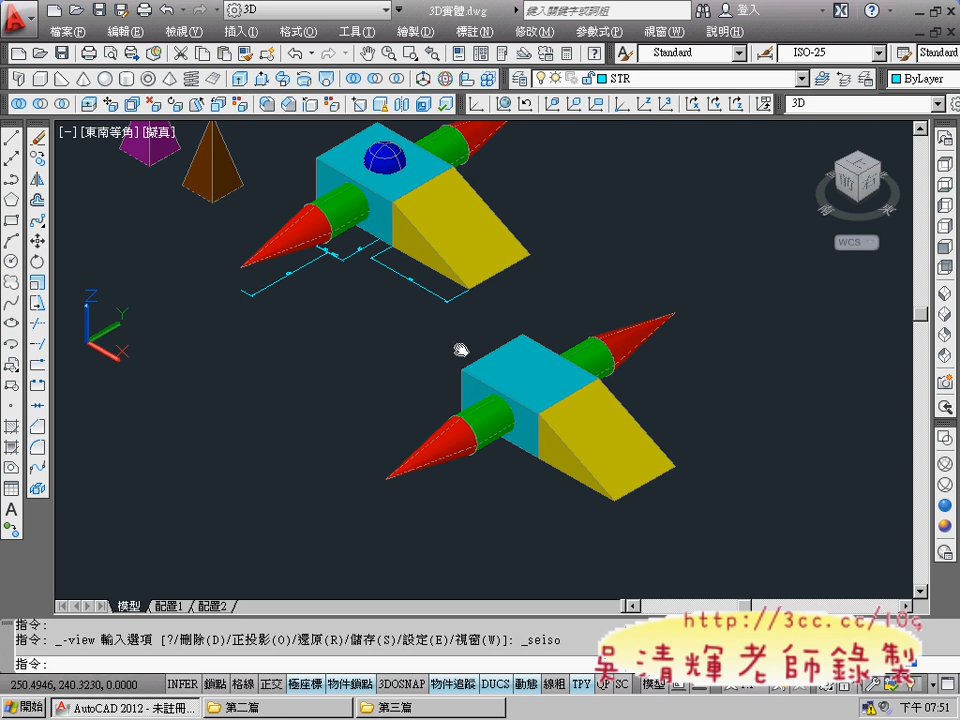 3D
3D實體.dwg
鍵入關鍵字或詞組
登入
檔案(F) 編輯(E) 檢視(V) 插入(I) 格式(O) 工具(T) 繪製(D) 標註(N) 修改(M) 參數式(P) 視窗(W) 說明(H)
Standard ISO-25 Standard
STR ByLayer
3D
[−][東南等角][擬真]
上 前 右
南 東
WCS
Z
Y
X
A
模型 配置1 配置2
指令:
指令: _-view 輸入選項 [?/刪除(D)/正投影(O)/還原(R)/儲存(S)/設定(E)/視窗(W)]: _seiso
指令:
http://3cc.cc/10g
吳清輝老師錄製
250.4946, 240.3230, 0.0000 INFER 鎖點 格線 正交 極座標 物件鎖點 3DOSNAP 物件追蹤 DUCS 動態 線粗 TPY QP SC 模型
開始 AutoCAD 2012 - 未註冊... 第二篇 第三篇 下午 07:51